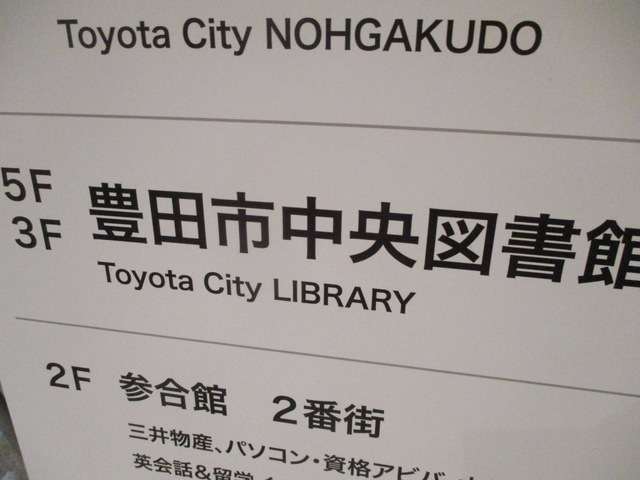 Toyota City NOHGAKUDO
5F
3F
豊田市中央図書館
Toyota City LIBRARY
2F 参合館 2番街
三井物産、パソコン・資格アビバ、
英会話&留学